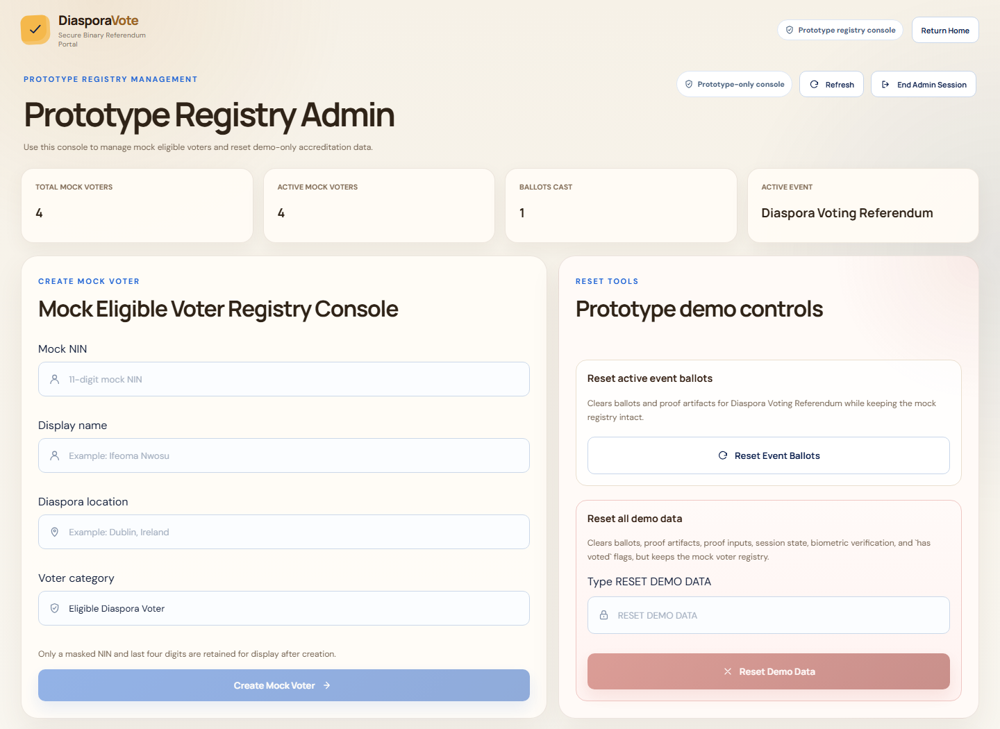 DiasporaVote
Secure Binary Referendum
Portal
Prototype registry console
Return Home
PROTOTYPE REGISTRY MANAGEMENT
Prototype-only console
Refresh
End Admin Session
Prototype Registry Admin
Use this console to manage mock eligible voters and reset demo-only accreditation data.
TOTAL MOCK VOTERS
4
ACTIVE MOCK VOTERS
4
BALLOTS CAST
1
ACTIVE EVENT
Diaspora Voting Referendum
CREATE MOCK VOTER
Mock Eligible Voter Registry Console
Mock NIN
11-digit mock NIN
Display name
Example: Ifeoma Nwosu
Diaspora location
Example: Dublin, Ireland
Voter category
Eligible Diaspora Voter
Only a masked NIN and last four digits are retained for display after creation.
Create Mock Voter
RESET TOOLS
Prototype demo controls
Reset active event ballots
Clears ballots and proof artifacts for Diaspora Voting Referendum while keeping the mock
registry intact.
Reset Event Ballots
Reset all demo data
Clears ballots, proof artifacts, proof inputs, session state, biometric verification, and `has
voted` flags, but keeps the mock voter registry.
Type RESET DEMO DATA
RESET DEMO DATA
Reset Demo Data